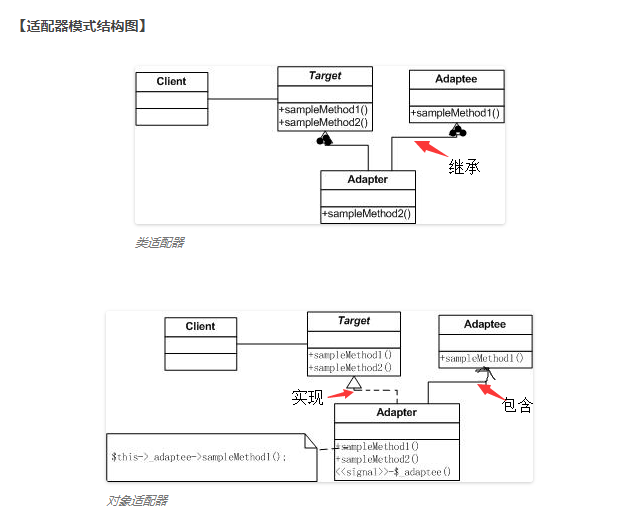 【适配器模式结构图】
Client
Target
+sampleMethod1()
+sampleMethod2()
Adaptee
+sampleMethod1()
继承
Adapter
+sampleMethod2()
类适配器
Client
Target
+sampleMethod1()
+sampleMethod2()
Adaptee
+sampleMethod1()
实现
包含
Adapter
+sampleMethod1()
+sampleMethod2()
<<signal>>-$_adaptee()
$this->_adaptee->sampleMethod1();
对象适配器